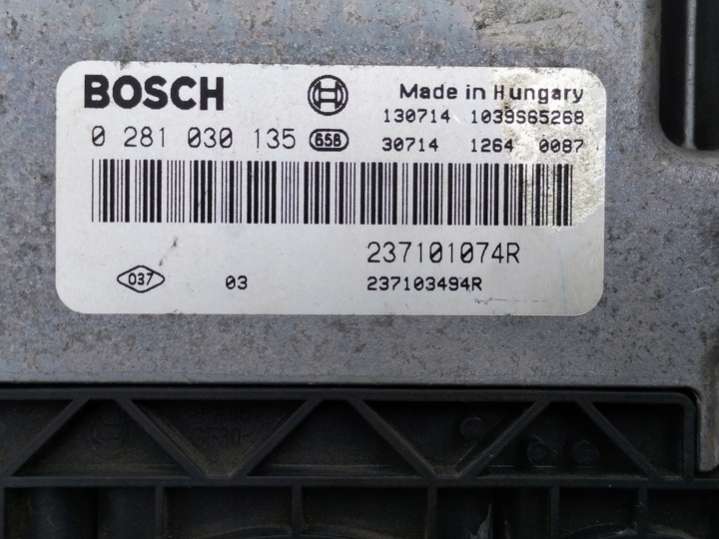 BOSCH Made in Hungary
130714 1039S65268
0 281 030 135 658 30714 1264 0087
237101074R
037 03 237103494R